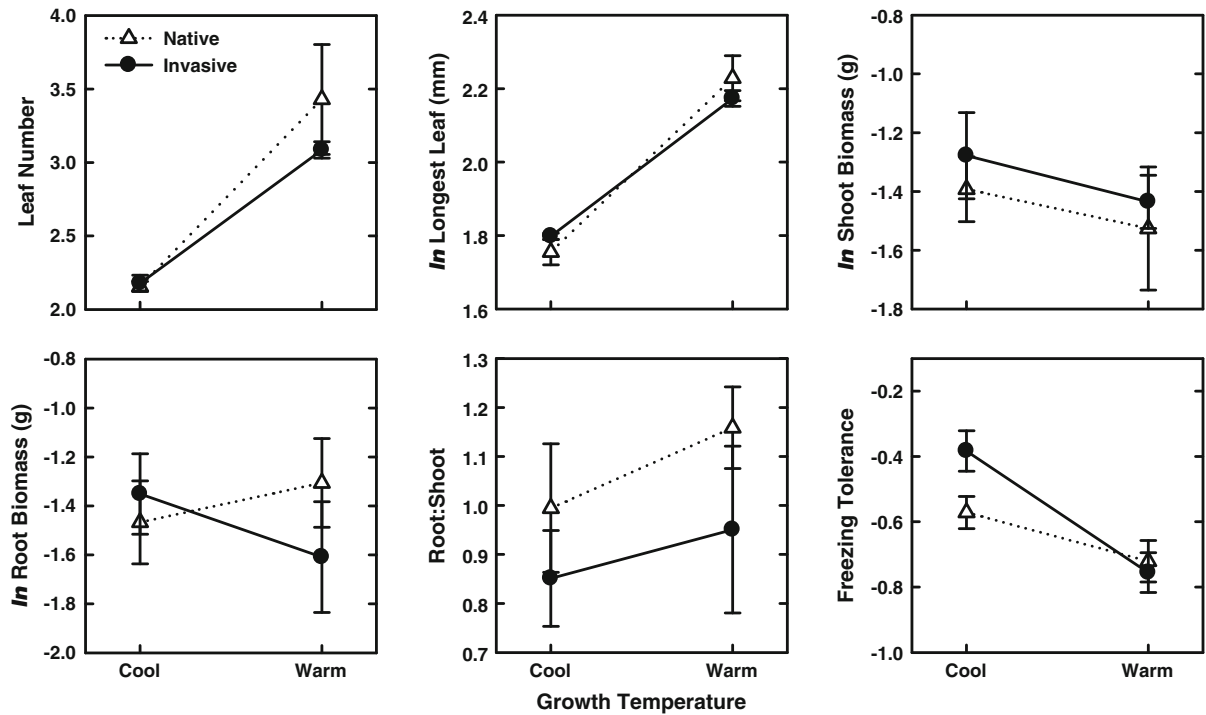 4.0
3.5
3.0
2.5
2.0
Leaf Number
Native
Invasive
2.4
2.2
2.0
1.8
1.6
ln Longest Leaf (mm)
-0.8
-1.0
-1.2
-1.4
-1.6
-1.8
ln Shoot Biomass (g)
-0.8
-1.0
-1.2
-1.4
-1.6
-1.8
-2.0
ln Root Biomass (g)
Cool
Warm
1.3
1.2
1.1
1.0
0.9
0.8
0.7
Root:Shoot
Cool
Warm
-0.2
-0.4
-0.6
-0.8
-1.0
Freezing Tolerance
Cool
Warm
Growth Temperature